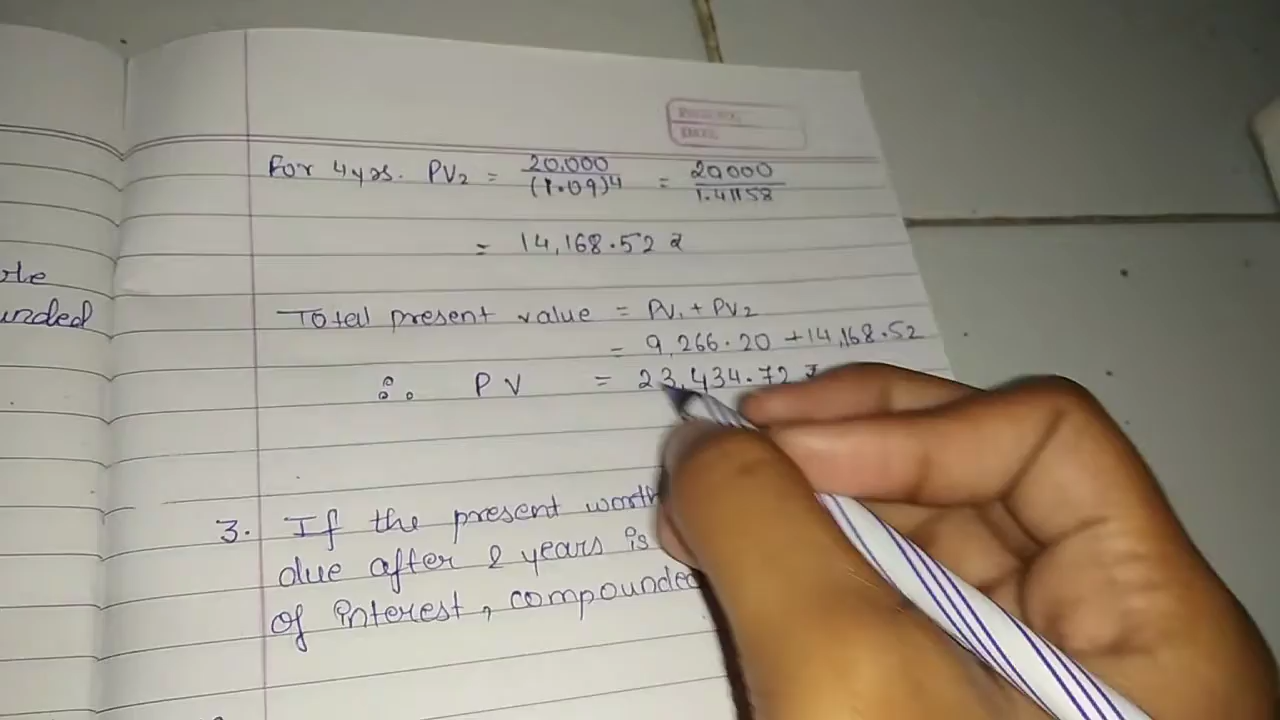 For 4 yrs. PV₂ = 20,000 / (1.09)4 = 20000 / 1.41158
= 14,168.52 ₹
Total present value = PV₁ + PV₂
= 9,266.20 + 14,168.52
∴ PV = 23,434.72 ₹
unded
3. If the present worth
due after 2 years is
of interest, compounded